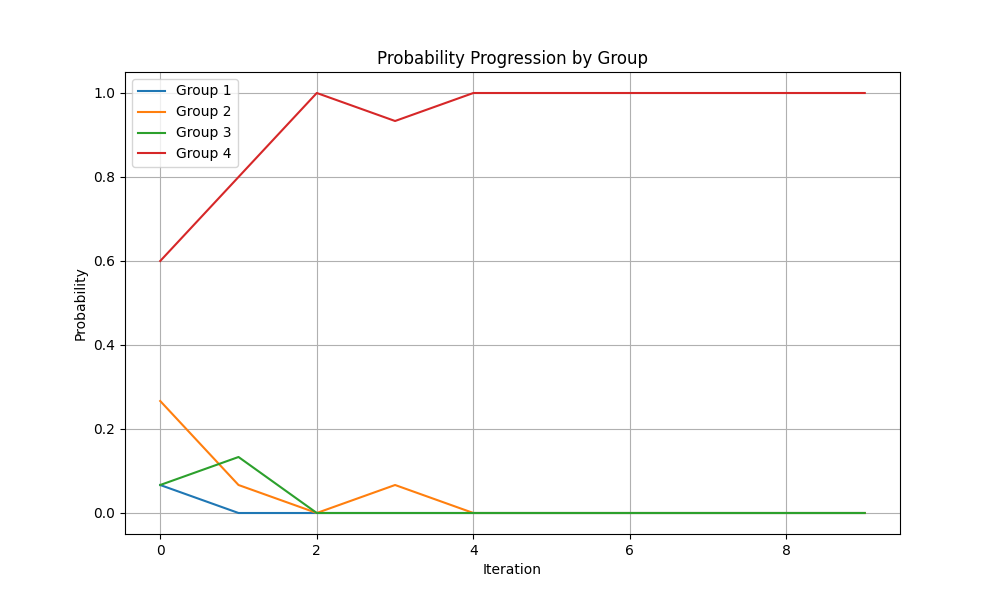 Probability Progression by Group
Group 1
Group 2
Group 3
Group 4
1.0
0.8
0.6
0.4
0.2
0.0
Probability
0 2 4 6 8
Iteration